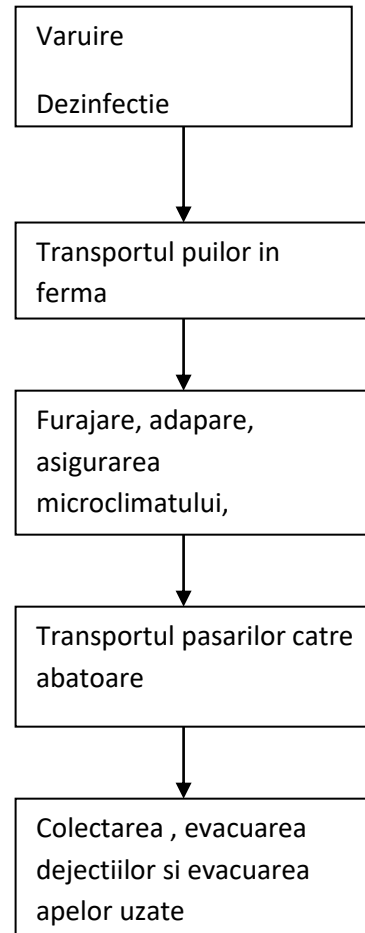 Varuire
Dezinfectie
Transportul puilor in
ferma
Furajare, adapare,
asigurarea
microclimatului,
Transportul pasarilor catre
abatoare
Colectarea , evacuarea
dejectiilor si evacuarea
apelor uzate